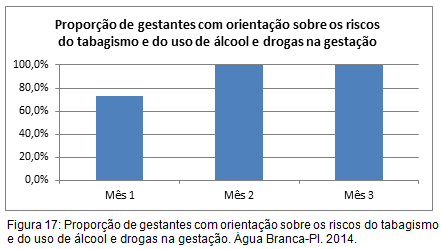 Proporção de gestantes com orientação sobre os riscos
do tabagismo e do uso de álcool e drogas na gestação
100,0%
80,0%
60,0%
40,0%
20,0%
0,0%
Mês 1 Mês 2 Mês 3
Figura 17: Proporção de gestantes com orientação sobre os riscos do tabagismo
e do uso de álcool e drogas na gestação. Água Branca-PI. 2014.